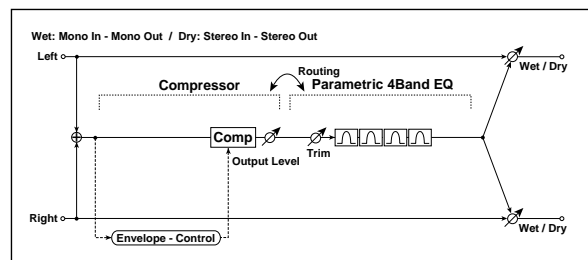 Wet: Mono In - Mono Out / Dry: Stereo In - Stereo Out
Left
Wet / Dry
Routing
Compressor
Parametric 4Band EQ
Comp
Output Level
Trim
Right
Wet / Dry
Envelope - Control